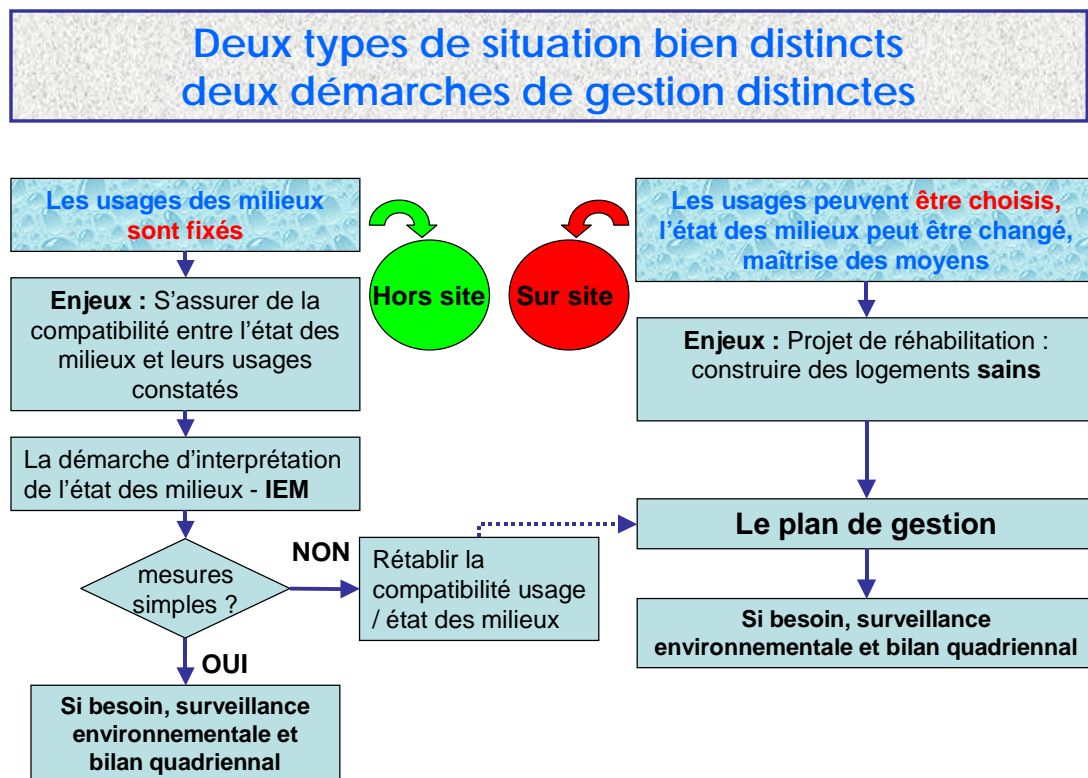 Deux types de situation bien distincts
deux démarches de gestion distinctes
Les usages des milieux
sont fixés
Hors site
Sur site
Les usages peuvent être choisis,
l'état des milieux peut être changé,
maîtrise des moyens
Enjeux : S'assurer de la
compatibilité entre l'état des
milieux et leurs usages
constatés
Enjeux : Projet de réhabilitation :
construire des logements sains
La démarche d'interprétation
de l'état des milieux - IEM
mesures
simples ?
NON
Rétablir la
compatibilité usage
/ état des milieux
Le plan de gestion
OUI
Si besoin, surveillance
environnementale et
bilan quadriennal
Si besoin, surveillance
environnementale et bilan quadriennal